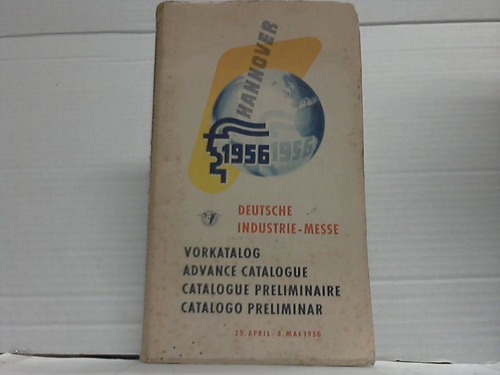 HANNOVER
1956 1956
DEUTSCHE
INDUSTRIE-MESSE
VORKATALOG
ADVANCE CATALOGUE
CATALOGUE PRELIMINAIRE
CATALOGO PRELIMINAR
29. APRIL - 8. MAI 1956